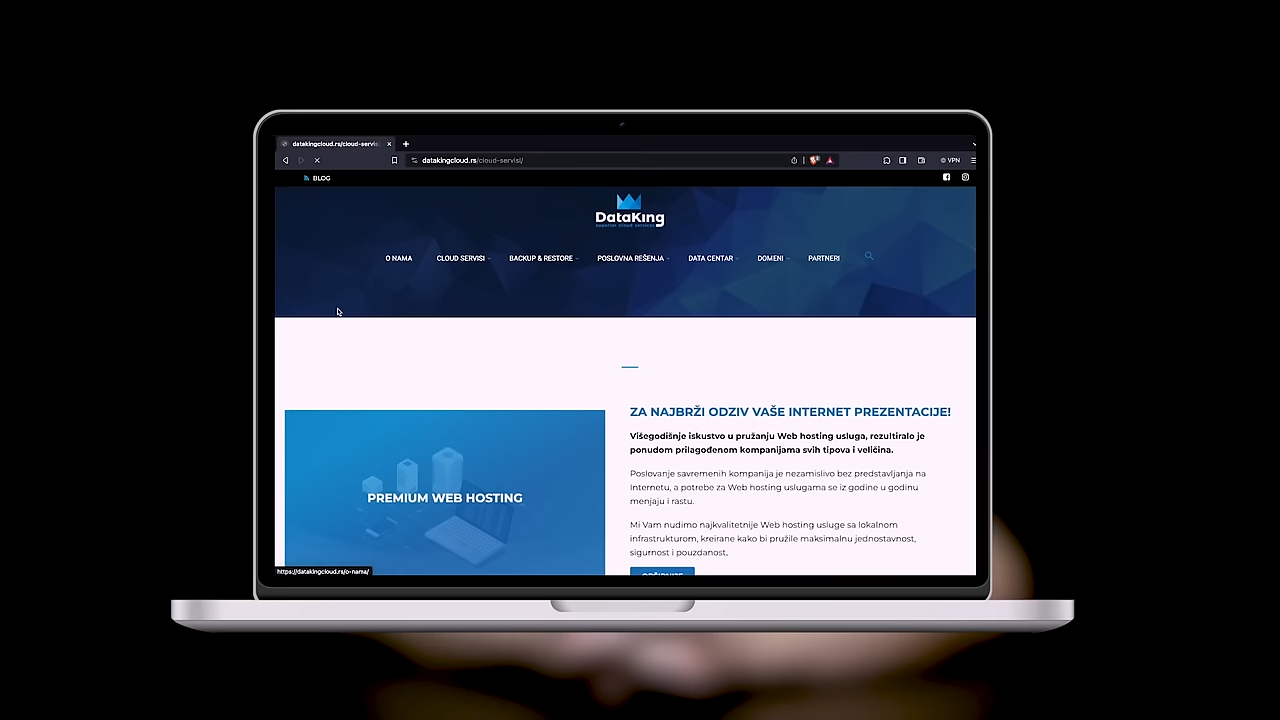 datakingcloud.rs/cloud-servis
datakingcloud.rs/cloud-servisi/
VPN
BLOG
DataKing
superior cloud services
O NAMA CLOUD SERVISI BACKUP & RESTORE POSLOVNA REŠENJA DATA CENTAR DOMENI PARTNERI
PREMIUM WEB HOSTING
ZA NAJBRŽI ODZIV VAŠE INTERNET PREZENTACIJE!
Višegodišnje iskustvo u pružanju Web hosting usluga, rezultiralo je
ponudom prilagođenom kompanijama svih tipova i veličina.
Poslovanje savremenih kompanija je nezamislivo bez predstavljanja na
Internetu, a potrebe za Web hosting uslugama se iz godine u godinu
menjaju i rastu.
Mi Vam nudimo najkvalitetnije Web hosting usluge sa lokalnom
infrastrukturom, kreirane kako bi pružile maksimalnu jednostavnost,
sigurnost i pouzdanost.
https://datakingcloud.rs/o-nama/